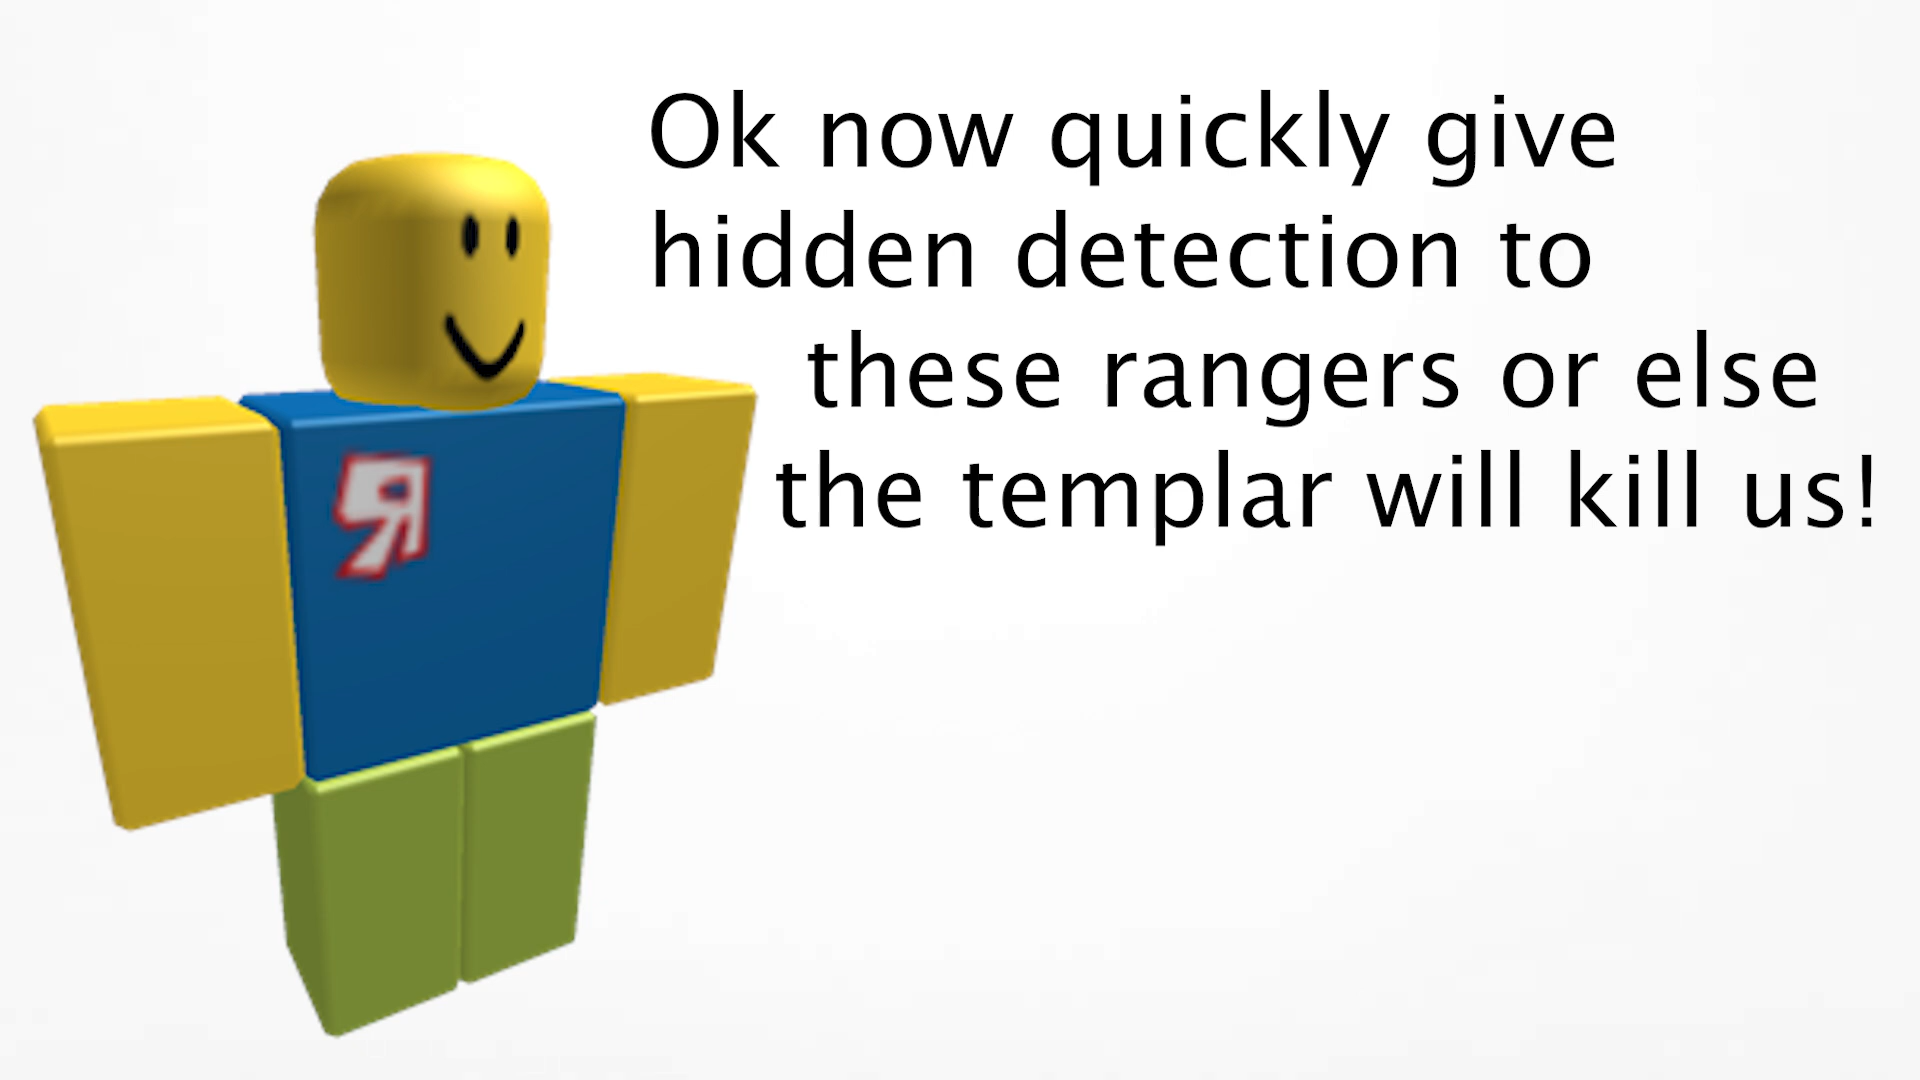 Ok now quickly give
hidden detection to
these rangers or else
the templar will kill us!
R